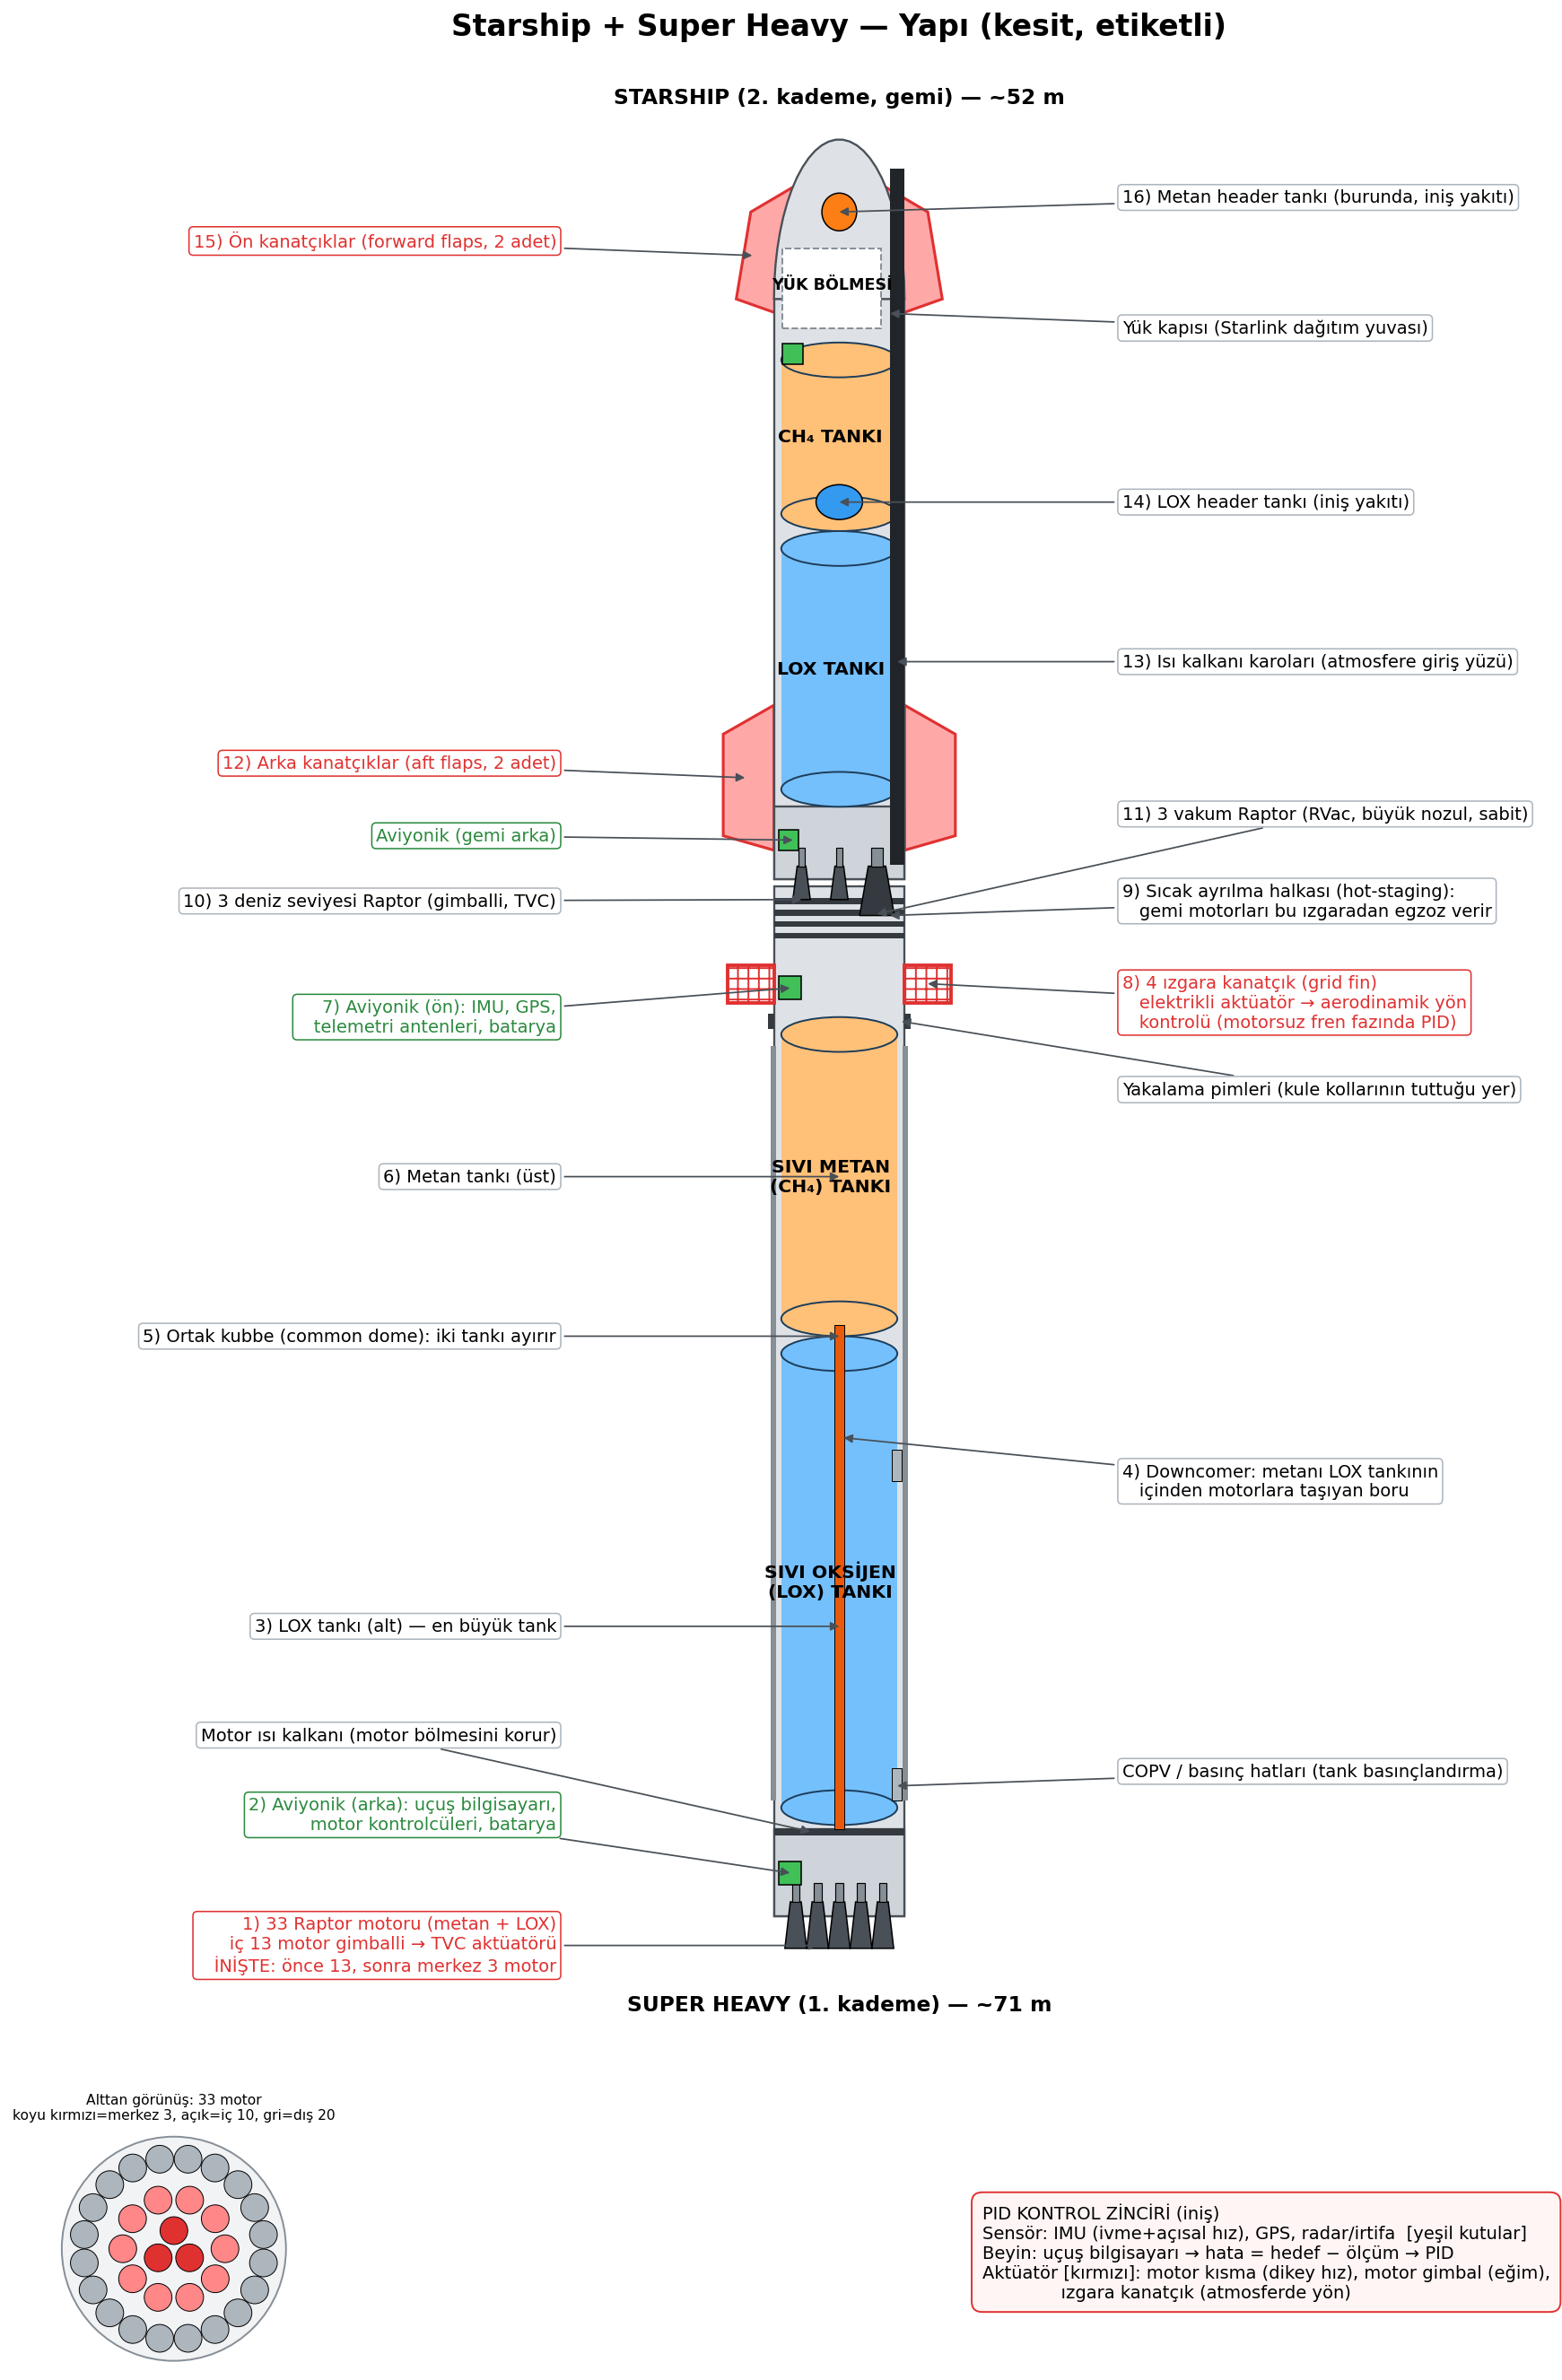 Starship + Super Heavy — Yapı (kesit, etiketli)
STARSHIP (2. kademe, gemi) — ~52 m
16) Metan header tankı (burunda, iniş yakıtı)
15) Ön kanatçıklar (forward flaps, 2 adet)
YÜK BÖLMESİ
Yük kapısı (Starlink dağıtım yuvası)
CH₄ TANKI
14) LOX header tankı (iniş yakıtı)
LOX TANKI
13) Isı kalkanı karoları (atmosfere giriş yüzü)
12) Arka kanatçıklar (aft flaps, 2 adet)
11) 3 vakum Raptor (RVac, büyük nozul, sabit)
Aviyonik (gemi arka)
10) 3 deniz seviyesi Raptor (gimballi, TVC)
9) Sıcak ayrılma halkası (hot-staging):
gemi motorları bu ızgaradan egzoz verir
7) Aviyonik (ön): IMU, GPS,
telemetri antenleri, batarya
8) 4 ızgara kanatçık (grid fin)
elektrikli aktüatör → aerodinamik yön
kontrolü (motorsuz fren fazında PID)
Yakalama pimleri (kule kollarının tuttuğu yer)
6) Metan tankı (üst)
SIVI METAN
(CH₄) TANKI
5) Ortak kubbe (common dome): iki tankı ayırır
4) Downcomer: metanı LOX tankının
içinden motorlara taşıyan boru
SIVI OKSİJEN
(LOX) TANKI
3) LOX tankı (alt) — en büyük tank
Motor ısı kalkanı (motor bölmesini korur)
COPV / basınç hatları (tank basınçlandırma)
2) Aviyonik (arka): uçuş bilgisayarı,
motor kontrolcüleri, batarya
1) 33 Raptor motoru (metan + LOX)
iç 13 motor gimballi → TVC aktüatörü
İNİŞTE: önce 13, sonra merkez 3 motor
SUPER HEAVY (1. kademe) — ~71 m
Alttan görünüş: 33 motor
koyu kırmızı=merkez 3, açık=iç 10, gri=dış 20
PID KONTROL ZİNCİRİ (iniş)
Sensör: IMU (ivme+açısal hız), GPS, radar/irtifa [yeşil kutular]
Beyin: uçuş bilgisayarı → hata = hedef − ölçüm → PID
Aktüatör [kırmızı]: motor kısma (dikey hız), motor gimbal (eğim),
ızgara kanatçık (atmosferde yön)